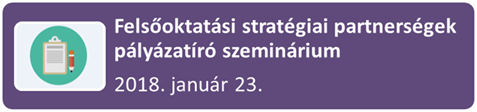 Felsőoktatási stratégiai partnerségek
pályázatíró szeminárium
2018. január 23.